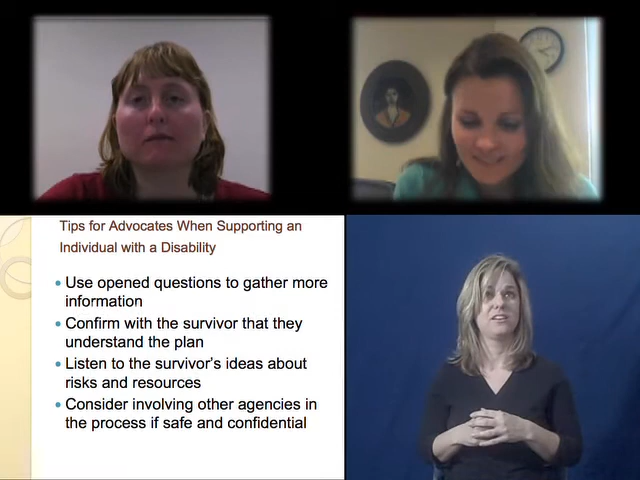 Tips for Advocates When Supporting an
Individual with a Disability
• Use opened questions to gather more
information
• Confirm with the survivor that they
understand the plan
• Listen to the survivor's ideas about
risks and resources
• Consider involving other agencies in
the process if safe and confidential